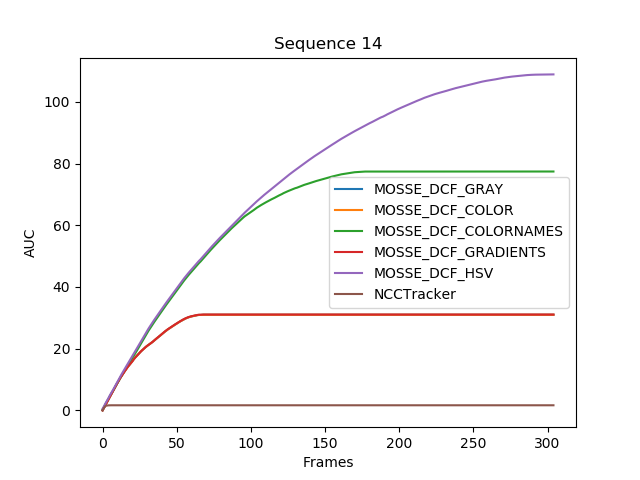 Sequence 14
AUC
100
80
60
40
20
0
MOSSE_DCF_GRAY
MOSSE_DCF_COLOR
MOSSE_DCF_COLORNAMES
MOSSE_DCF_GRADIENTS
MOSSE_DCF_HSV
NCCTracker
0 50 100 150 200 250 300
Frames